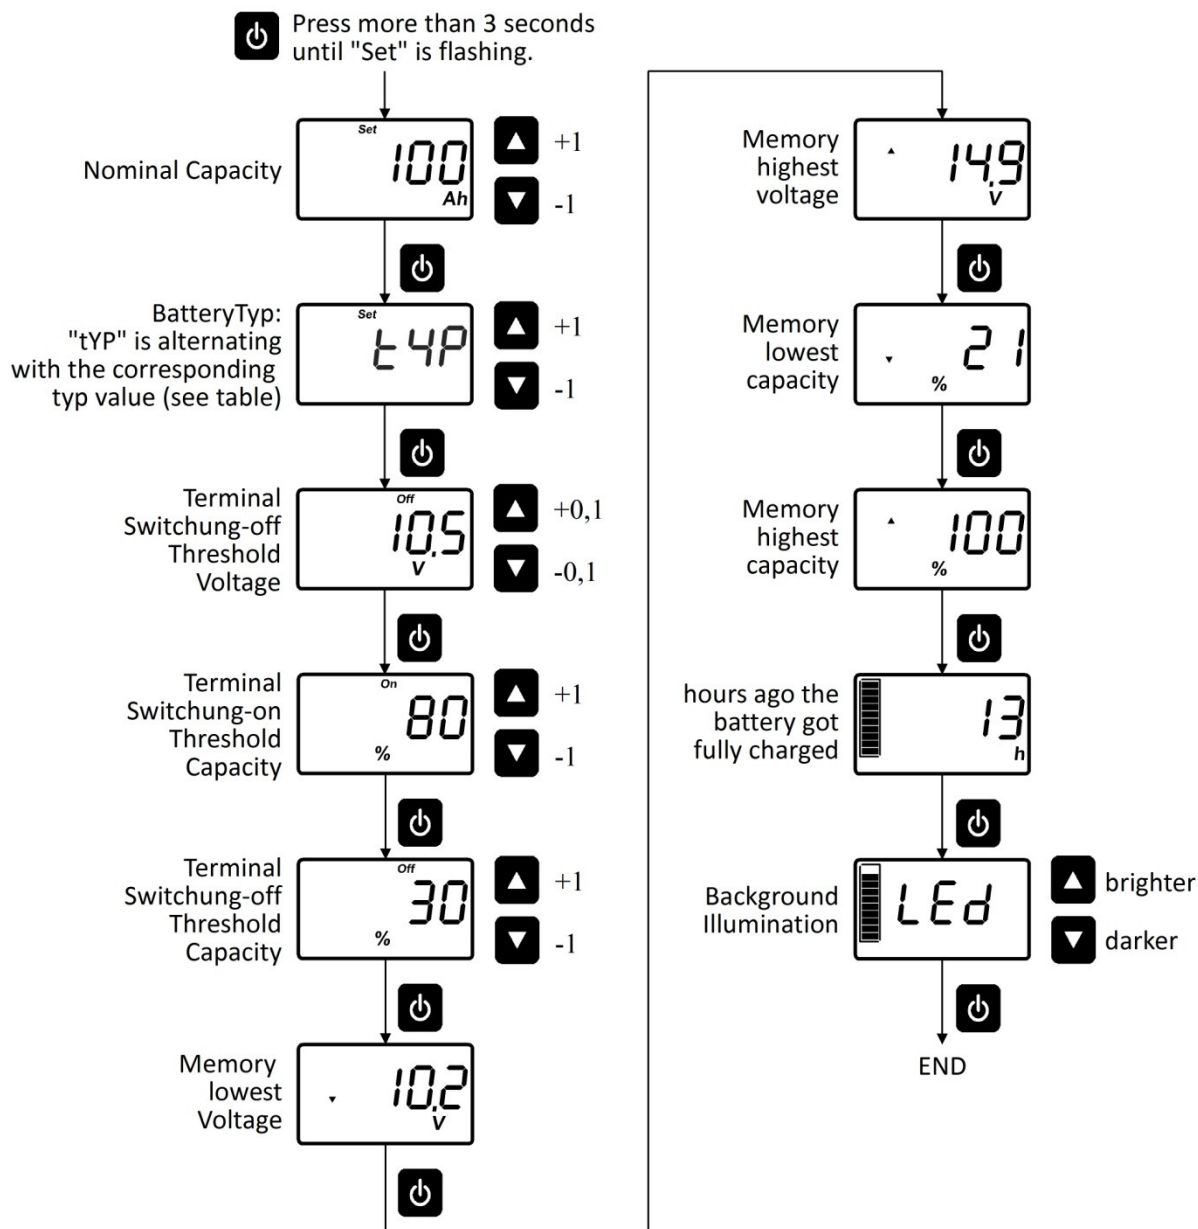 Press more than 3 seconds
until "Set" is flashing.
Nominal Capacity
Set
100
Ah
+1
-1
BatteryTyp:
"tYP" is alternating
with the corresponding
typ value (see table)
Set
tYP
+1
-1
Terminal
Switchung-off
Threshold
Voltage
Off
10.5
V
+0,1
-0,1
Terminal
Switchung-on
Threshold
Capacity
On
80
%
+1
-1
Terminal
Switchung-off
Threshold
Capacity
Off
30
%
+1
-1
Memory
lowest
Voltage
10.2
V
Memory
highest
voltage
14.9
V
Memory
lowest
capacity
21
%
Memory
highest
capacity
100
%
hours ago the
battery got
fully charged
13
h
Background
Illumination
LEd
brighter
darker
END